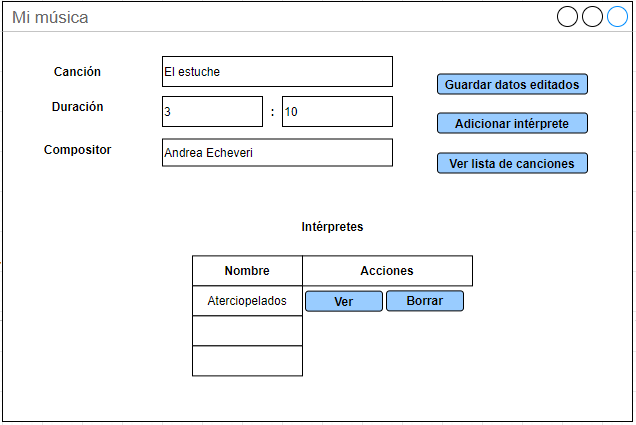 Mi música
Canción El estuche
Guardar datos editados
Duración 3 : 10
Adicionar intérprete
Compositor Andrea Echeveri
Ver lista de canciones
Intérpretes
Nombre Acciones
Aterciopelados Ver Borrar